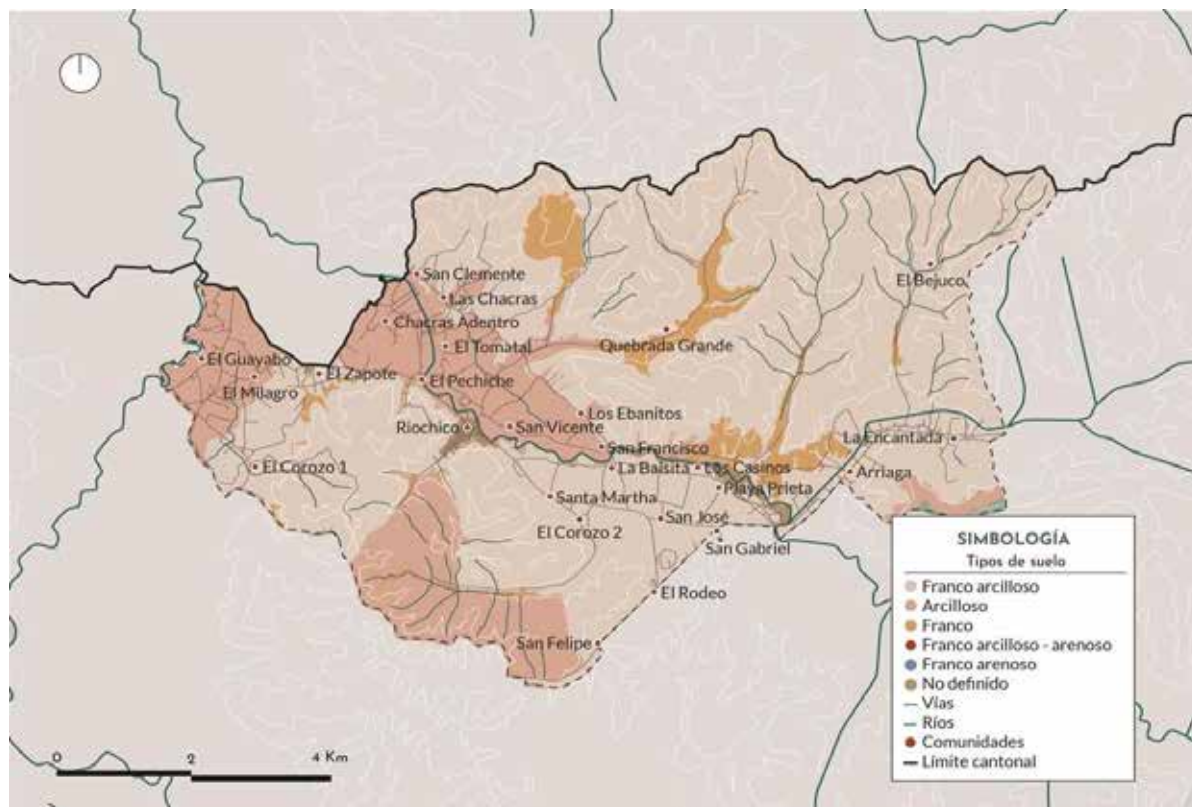 San Clemente
Las Chacras
Chacras Adentro
El Tomatal
El Bejuco
Quebrada Grande
El Guayabo
El Zapote
El Milagro
El Pechiche
Los Ebanitos
Riochico
San Vicente
San Francisco
La Encantada
El Corozo 1
La Balsita
Los Casinos
Arriaga
Playa Prieta
Santa Martha
San José
El Corozo 2
San Gabriel
El Rodeo
San Felipe
SIMBOLOGÍA
Tipos de suelo
Franco arcilloso
Arcilloso
Franco
Franco arcilloso - arenoso
Franco arenoso
No definido
Vías
Ríos
Comunidades
Límite cantonal
0 2 4 Km